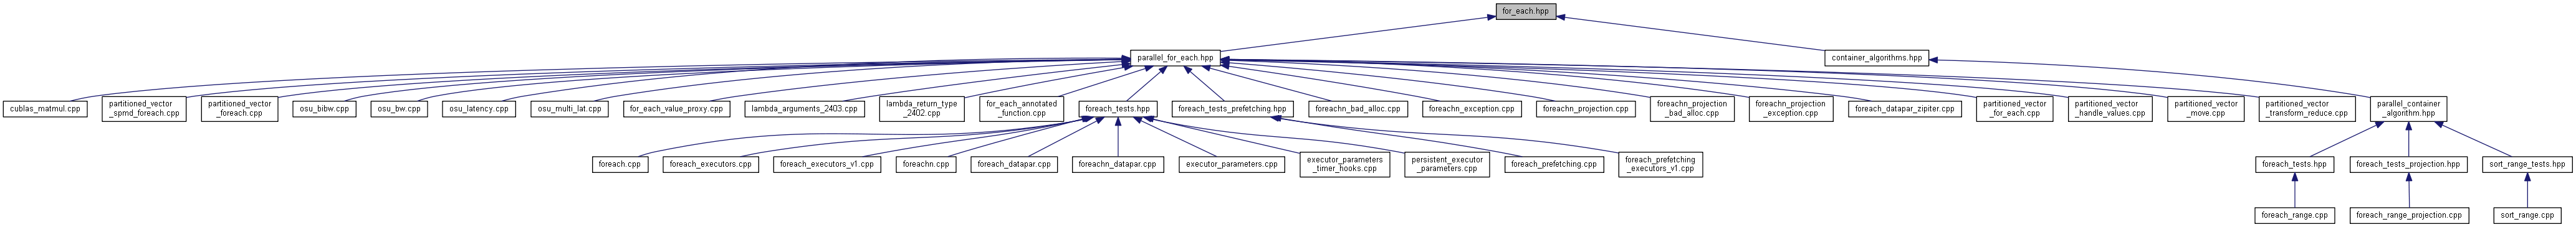 for_each.hpp
parallel_for_each.hpp
container_algorithms.hpp
cublas_matmul.cpp
partitioned_vector
_spmd_foreach.cpp
partitioned_vector
_foreach.cpp
osu_bibw.cpp
osu_bw.cpp
osu_latency.cpp
osu_multi_lat.cpp
for_each_value_proxy.cpp
lambda_arguments_2403.cpp
lambda_return_type
_2402.cpp
for_each_annotated
_function.cpp
foreach_tests.hpp
foreach_tests_prefetching.hpp
foreachn_bad_alloc.cpp
foreachn_exception.cpp
foreachn_projection.cpp
foreachn_projection
_bad_alloc.cpp
foreachn_projection
_exception.cpp
foreach_datapar_zipiter.cpp
partitioned_vector
_for_each.cpp
partitioned_vector
_handle_values.cpp
partitioned_vector
_move.cpp
partitioned_vector
_transform_reduce.cpp
parallel_container
_algorithm.hpp
foreach.cpp
foreach_executors.cpp
foreach_executors_v1.cpp
foreachn.cpp
foreach_datapar.cpp
foreachn_datapar.cpp
executor_parameters.cpp
executor_parameters
_timer_hooks.cpp
persistent_executor
_parameters.cpp
foreach_prefetching.cpp
foreach_prefetching
_executors_v1.cpp
foreach_tests.hpp
foreach_tests_projection.hpp
sort_range_tests.hpp
foreach_range.cpp
foreach_range_projection.cpp
sort_range.cpp